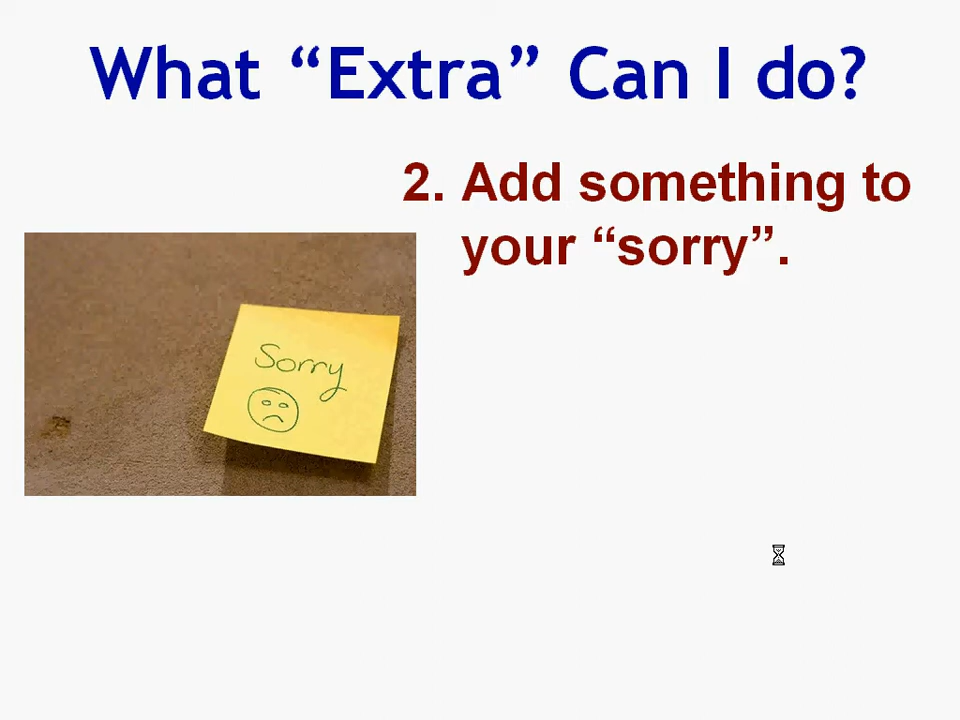 What “Extra” Can I do?
2. Add something to
your “sorry”.
Sorry